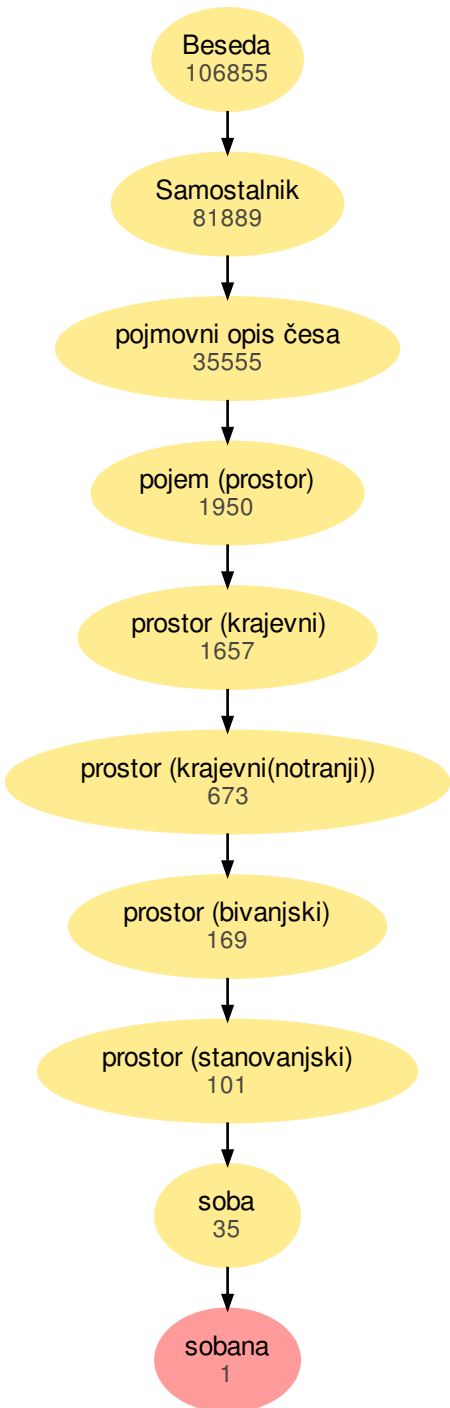 Beseda
106855
Samostalnik
81889
pojmovni opis česa
35555
pojem (prostor)
1950
prostor (krajevni)
1657
prostor (krajevni(notranji))
673
prostor (bivanjski)
169
prostor (stanovanjski)
101
soba
35
sobana
1